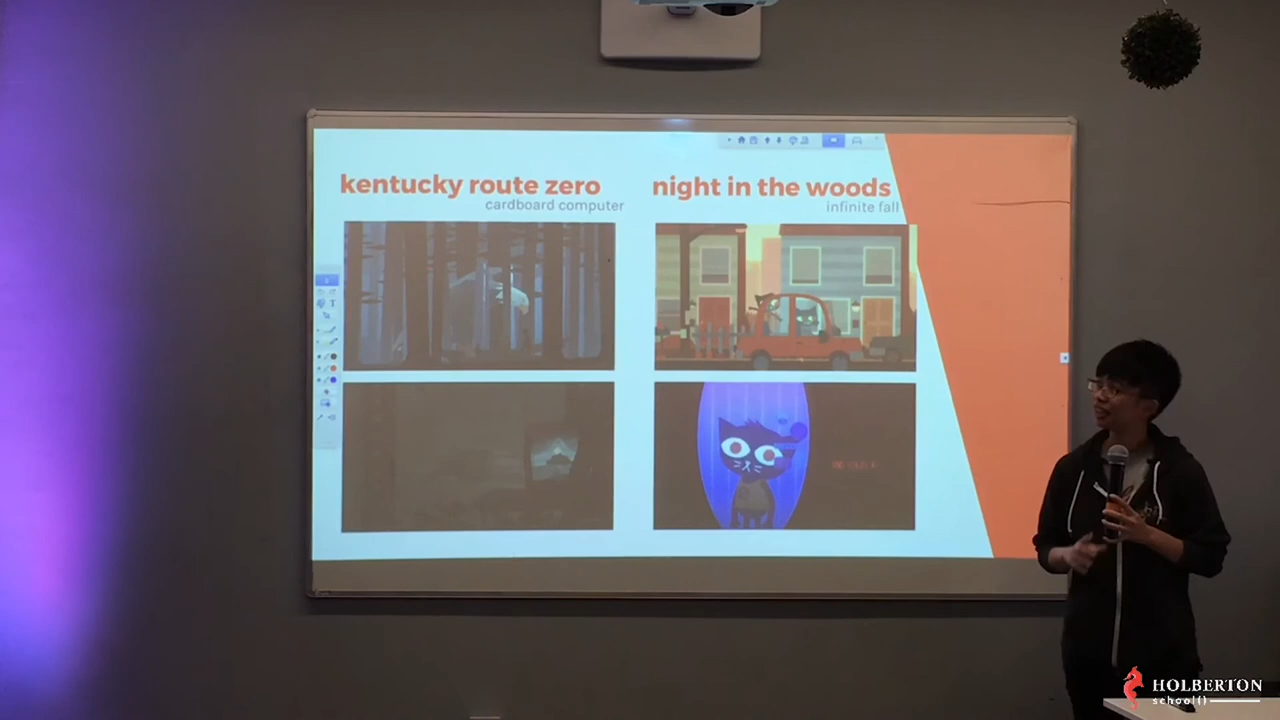 kentucky route zero
cardboard computer
night in the woods
infinite fall
HOLBERTON
school()